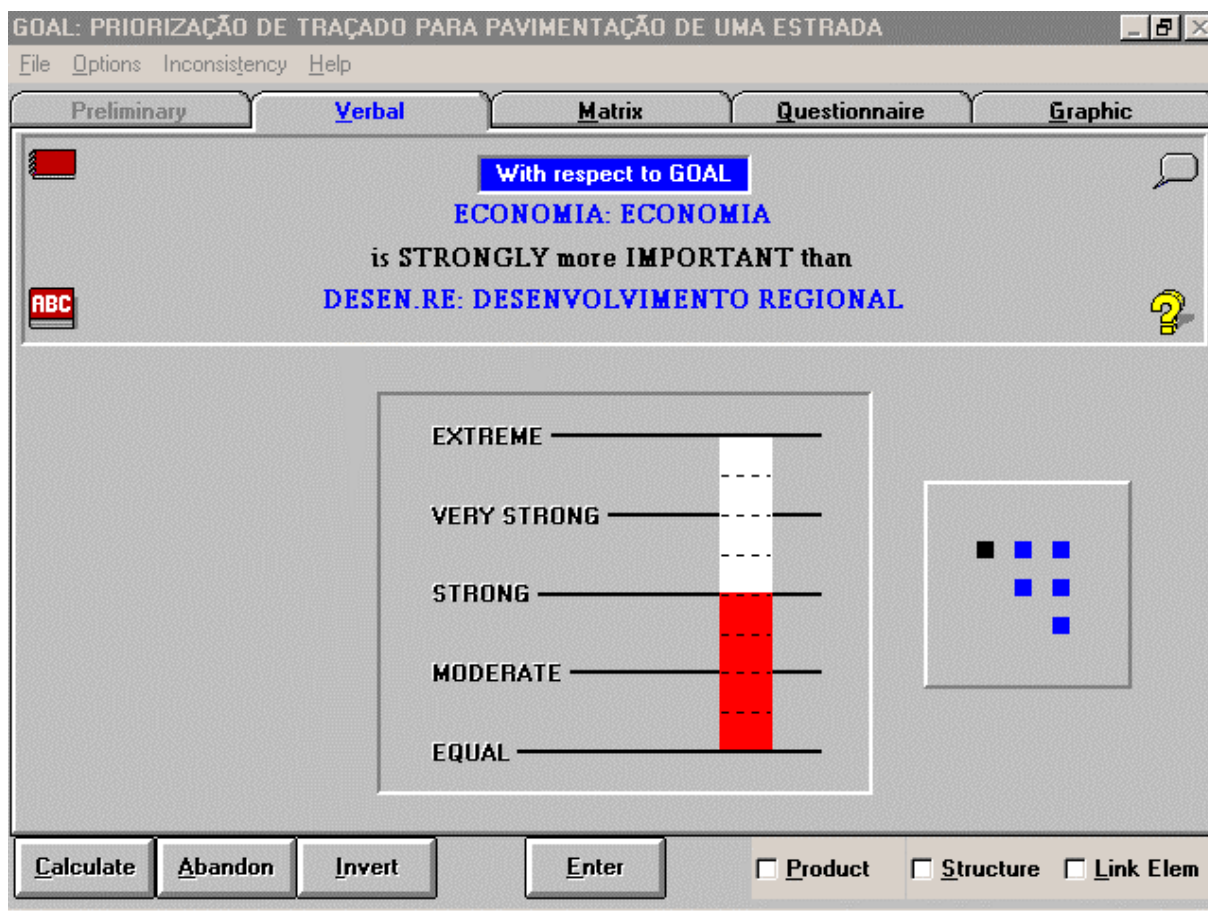 GOAL: PRIORIZAÇÃO DE TRAÇADO PARA PAVIMENTAÇÃO DE UMA ESTRADA
File Options Inconsistency Help
Preliminary Verbal Matrix Questionnaire Graphic
With respect to GOAL
ECONOMIA: ECONOMIA
is STRONGLY more IMPORTANT than
ABC
DESEN.RE: DESENVOLVIMENTO REGIONAL
?
EXTREME
VERY STRONG
STRONG
MODERATE
EQUAL
Calculate Abandon Invert Enter Product Structure Link Elem